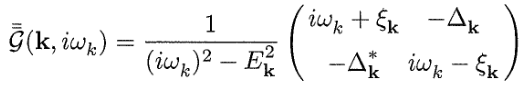 $$\bar{\bar{\mathcal{G}}}(\mathbf{k}, i\omega_k) = \frac{1}{(i\omega_k)^2 - E_{\mathbf{k}}^2} \begin{pmatrix} i\omega_k + \xi_{\mathbf{k}} & -\Delta_{\mathbf{k}} \\ -\Delta_{\mathbf{k}}^* & i\omega_k - \xi_{\mathbf{k}} \end{pmatrix}$$